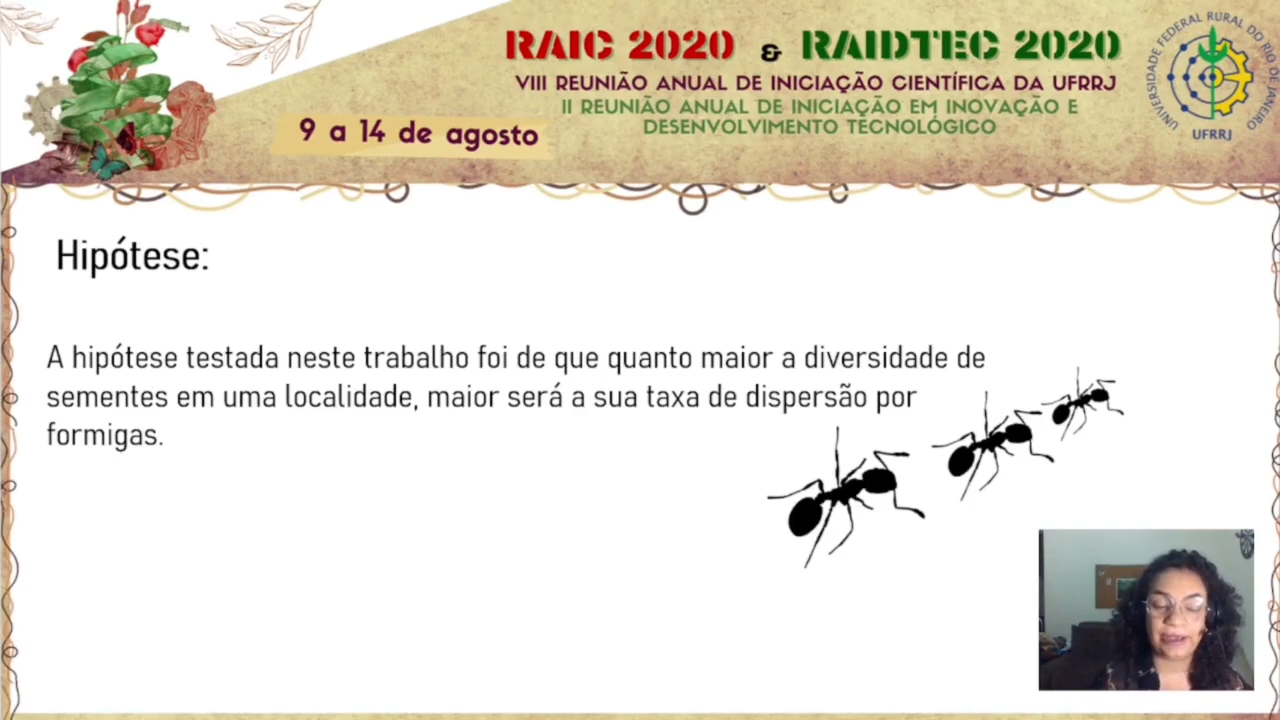 RAIC 2020 & RAIDTEC 2020
VIII REUNIÃO ANUAL DE INICIAÇÃO CIENTÍFICA DA UFRRJ
II REUNIÃO ANUAL DE INICIAÇÃO EM INOVAÇÃO E
DESENVOLVIMENTO TECNOLÓGICO
9 a 14 de agosto
UNIVERSIDADE FEDERAL RURAL DO RIO DE JANEIRO
UFRRJ
Hipótese:
A hipótese testada neste trabalho foi de que quanto maior a diversidade de
sementes em uma localidade, maior será a sua taxa de dispersão por
formigas.